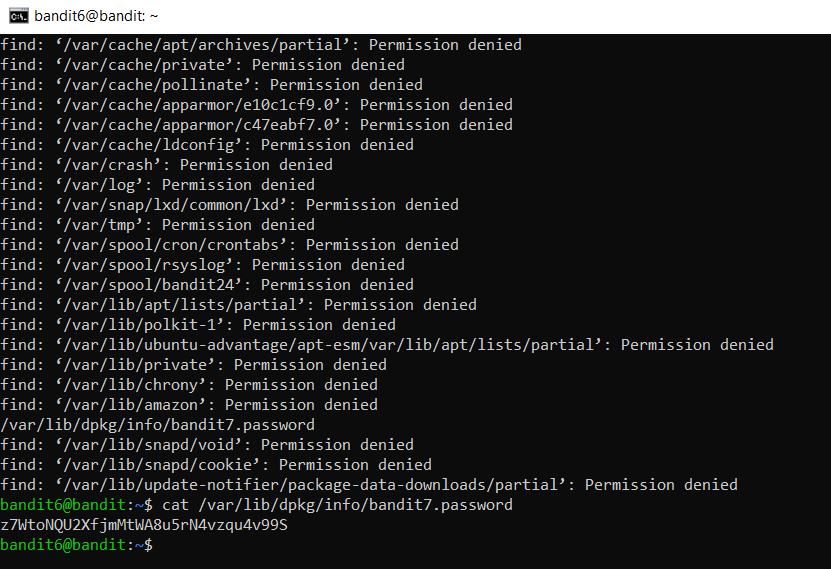 bandit6@bandit: ~
find: ‘/var/cache/apt/archives/partial’: Permission denied
find: ‘/var/cache/private’: Permission denied
find: ‘/var/cache/pollinate’: Permission denied
find: ‘/var/cache/apparmor/e10c1cf9.0’: Permission denied
find: ‘/var/cache/apparmor/c47eabf7.0’: Permission denied
find: ‘/var/cache/ldconfig’: Permission denied
find: ‘/var/crash’: Permission denied
find: ‘/var/log’: Permission denied
find: ‘/var/snap/lxd/common/lxd’: Permission denied
find: ‘/var/tmp’: Permission denied
find: ‘/var/spool/cron/crontabs’: Permission denied
find: ‘/var/spool/rsyslog’: Permission denied
find: ‘/var/spool/bandit24’: Permission denied
find: ‘/var/lib/apt/lists/partial’: Permission denied
find: ‘/var/lib/polkit-1’: Permission denied
find: ‘/var/lib/ubuntu-advantage/apt-esm/var/lib/apt/lists/partial’: Permission denied
find: ‘/var/lib/private’: Permission denied
find: ‘/var/lib/chrony’: Permission denied
find: ‘/var/lib/amazon’: Permission denied
/var/lib/dpkg/info/bandit7.password
find: ‘/var/lib/snapd/void’: Permission denied
find: ‘/var/lib/snapd/cookie’: Permission denied
find: ‘/var/lib/update-notifier/package-data-downloads/partial’: Permission denied
bandit6@bandit:~$ cat /var/lib/dpkg/info/bandit7.password
z7WtoNQU2XfjmMtWA8u5rN4vzqu4v99S
bandit6@bandit:~$